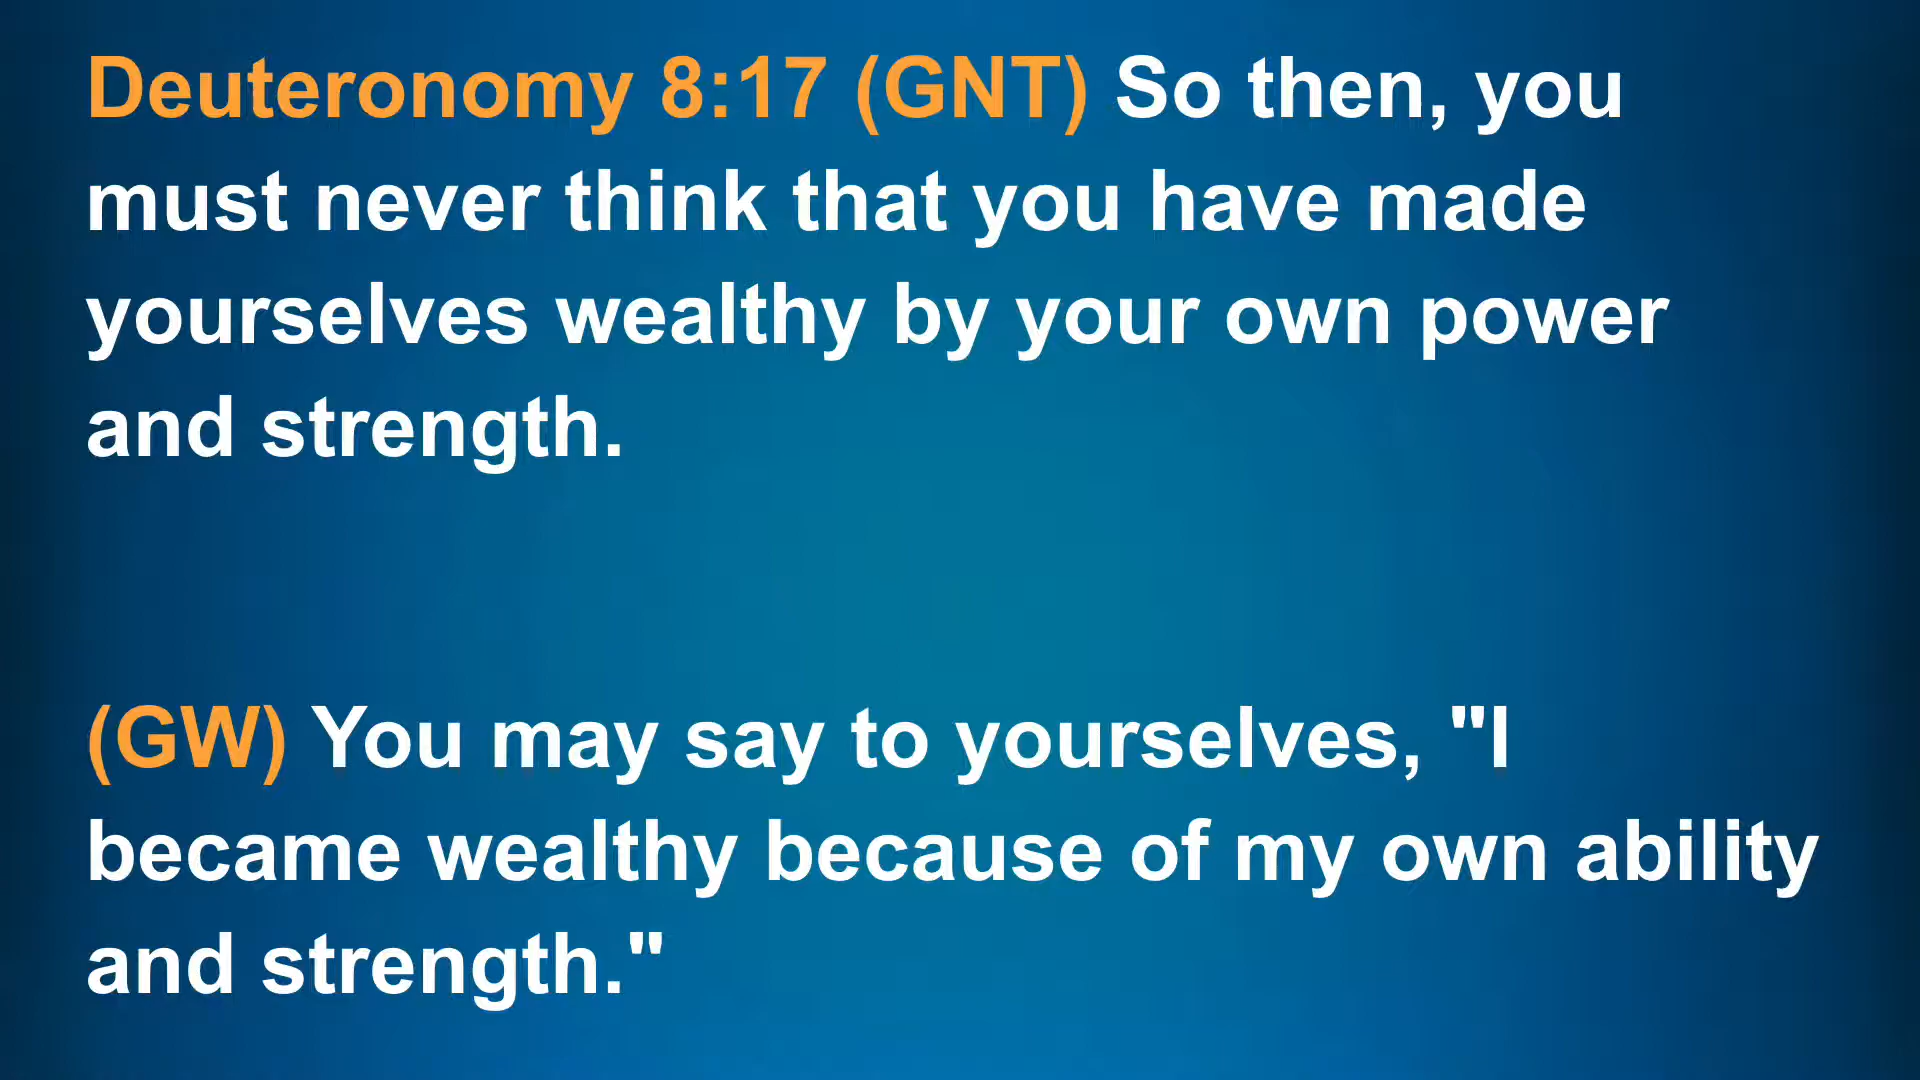 Deuteronomy 8:17 (GNT) So then, you
must never think that you have made
yourselves wealthy by your own power
and strength.
(GW) You may say to yourselves, "I
became wealthy because of my own ability
and strength."